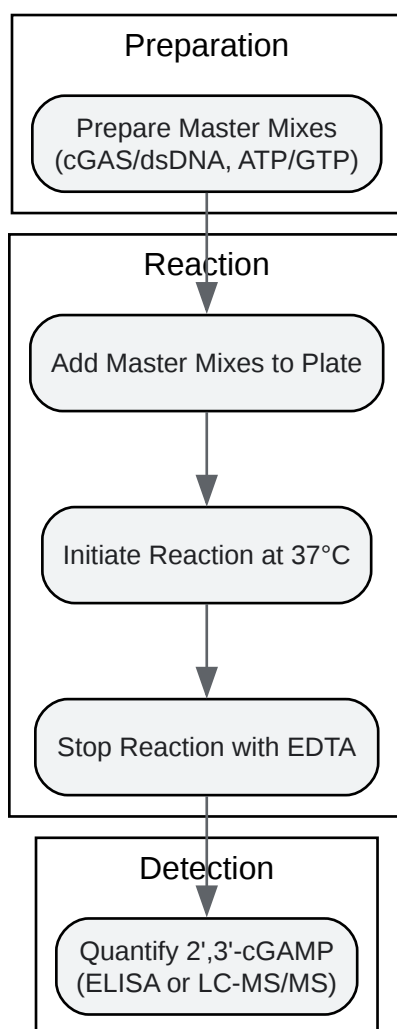 Preparation
Prepare Master Mixes
(cGAS/dsDNA, ATP/GTP)
Reaction
Add Master Mixes to Plate
Initiate Reaction at 37°C
Stop Reaction with EDTA
Detection
Quantify 2',3'-cGAMP
(ELISA or LC-MS/MS)